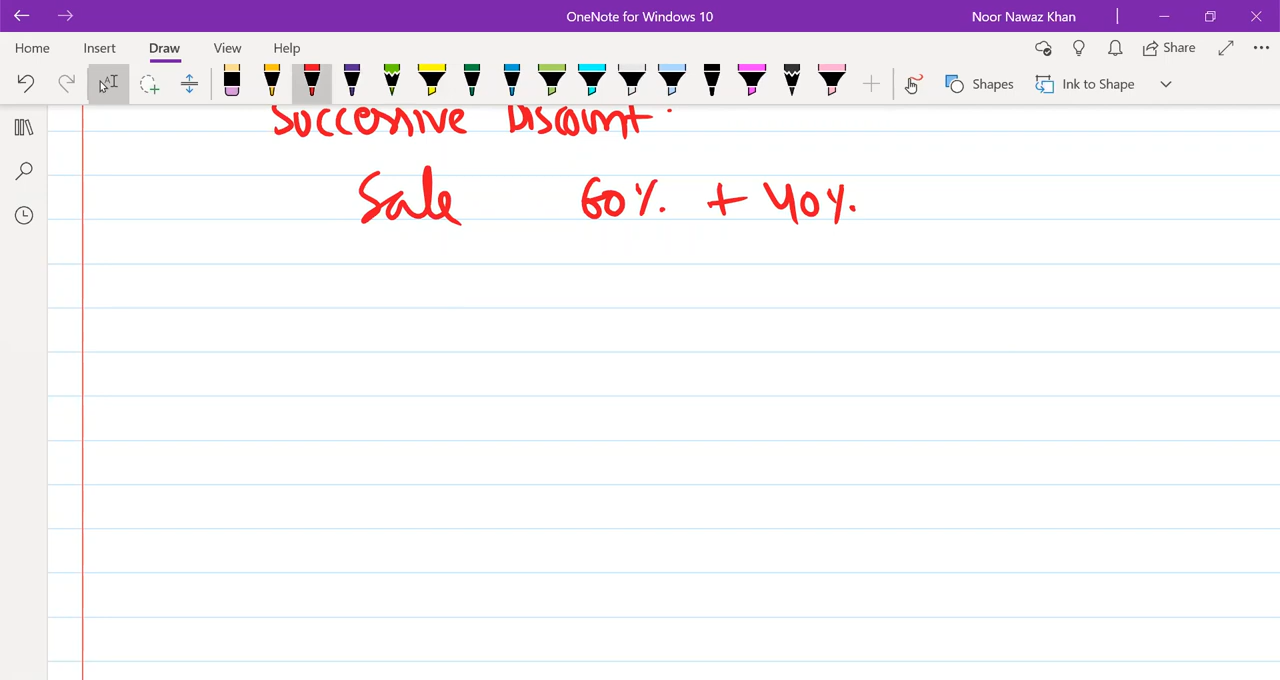 OneNote for Windows 10
Noor Nawaz Khan
Home Insert Draw View Help
Share
Shapes
Ink to Shape
Successive Discount
Sale 60% + 40%.